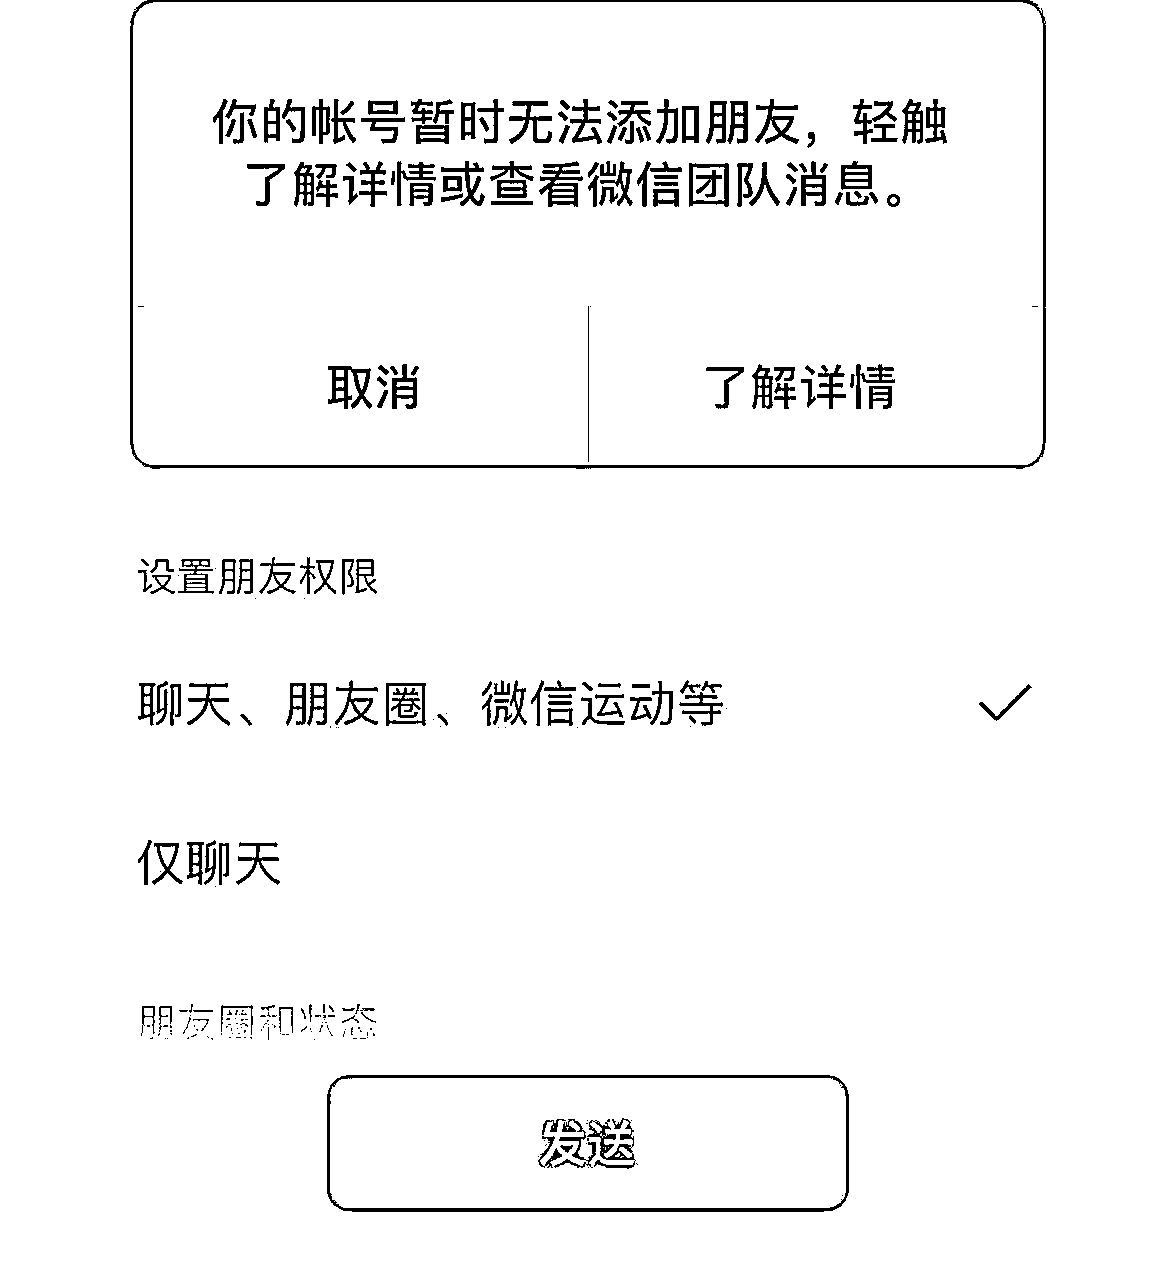 你的帐号暂时无法添加朋友，轻触
了解详情或查看微信团队消息。
取消
了解详情
设置朋友权限
聊天、朋友圈、微信运动等
仅聊天
朋友圈和状态
发送